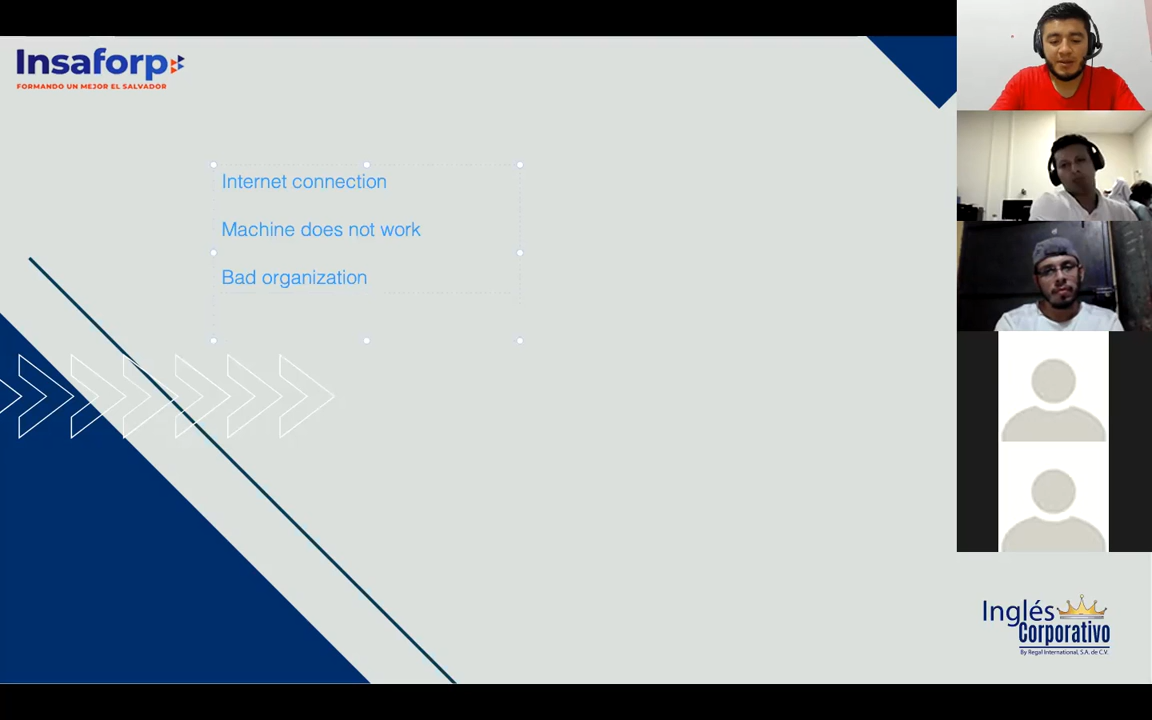 Insaforp
FORMANDO UN MEJOR EL SALVADOR
Internet connection
Machine does not work
Bad organization
Inglés
Corporativo
By Regal International, S.A. de C.V.